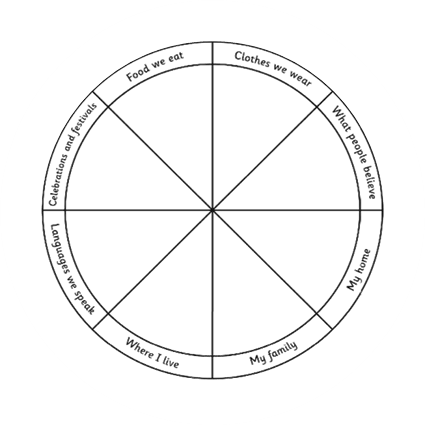 Food we eat
Clothes we wear
What people believe
My home
My family
Where I live
Languages we speak
Celebrations and festivals